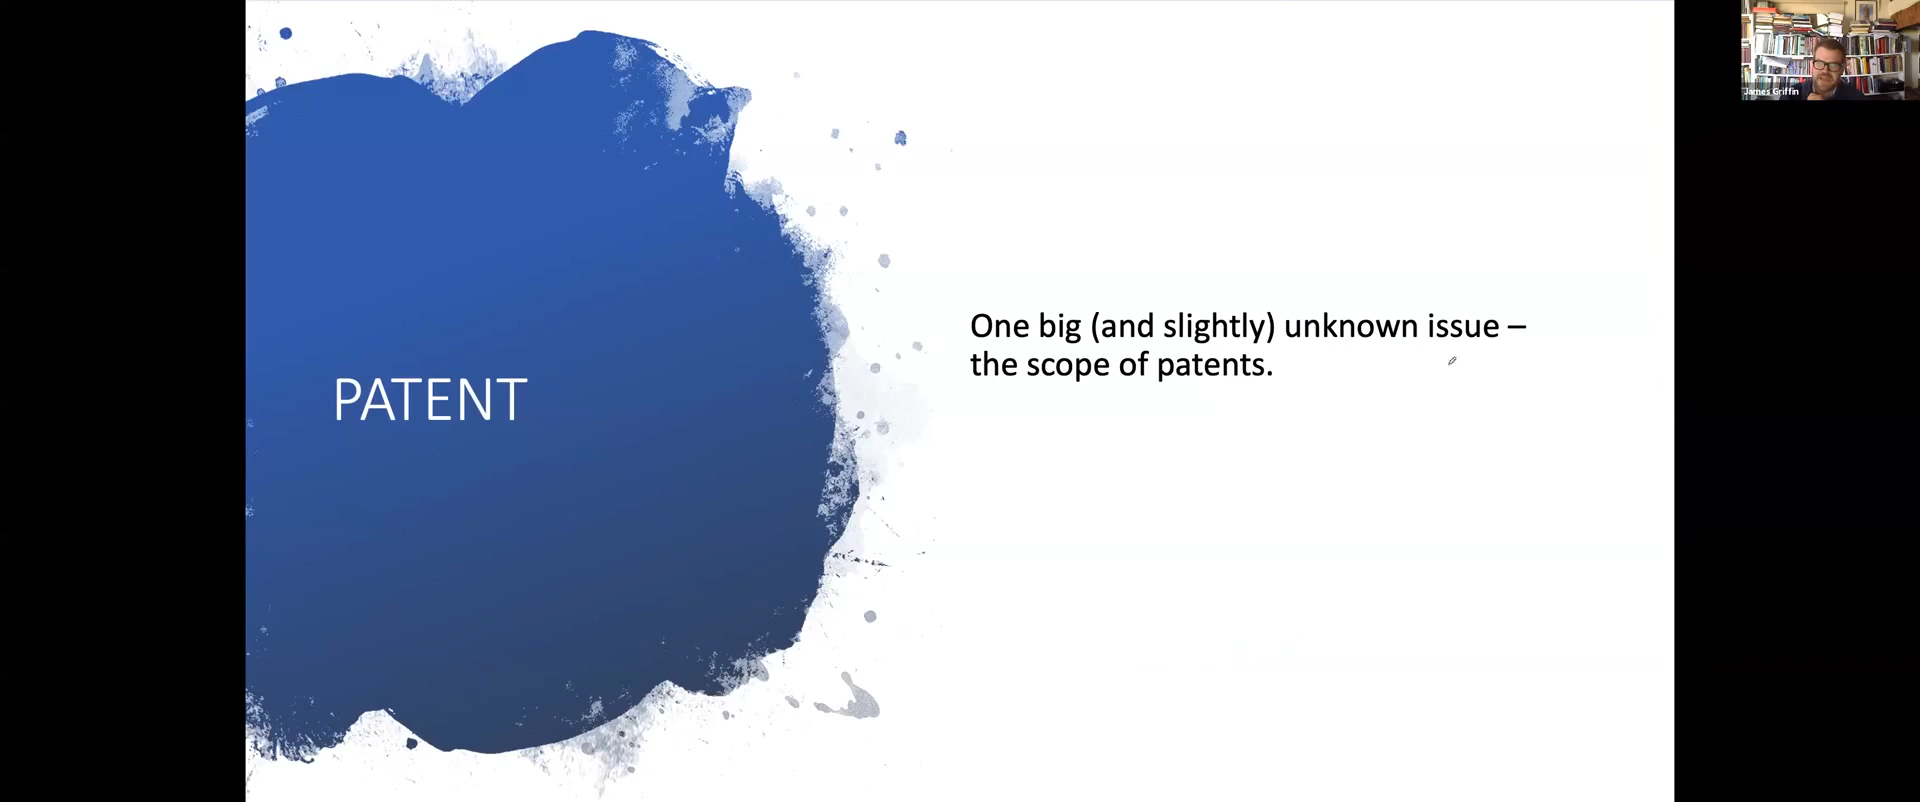 PATENT
One big (and slightly) unknown issue –
the scope of patents.
James Griffin